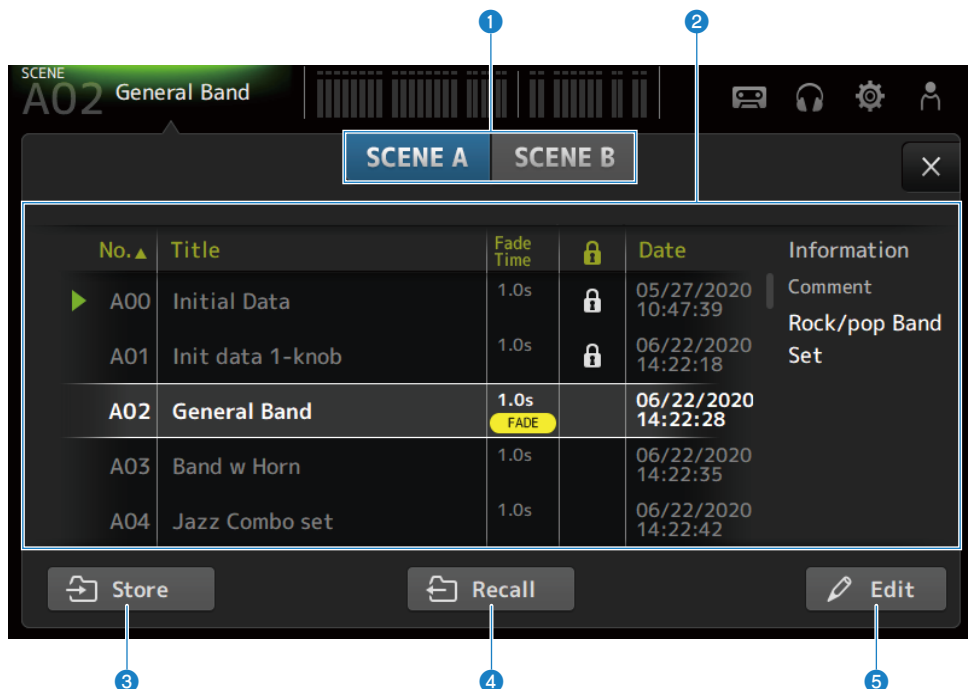 1 2
SCENE
A02 General Band
SCENE A SCENE B
No.▲ Title Fade Time Date Information
A00 Initial Data 1.0s 05/27/2020 10:47:39 Comment
Rock/pop Band
Set
A01 Init data 1-knob 1.0s 06/22/2020 14:22:18
A02 General Band 1.0s FADE 06/22/2020 14:22:28
A03 Band w Horn 1.0s 06/22/2020 14:22:35
A04 Jazz Combo set 1.0s 06/22/2020 14:22:42
Store Recall Edit
3 4 5